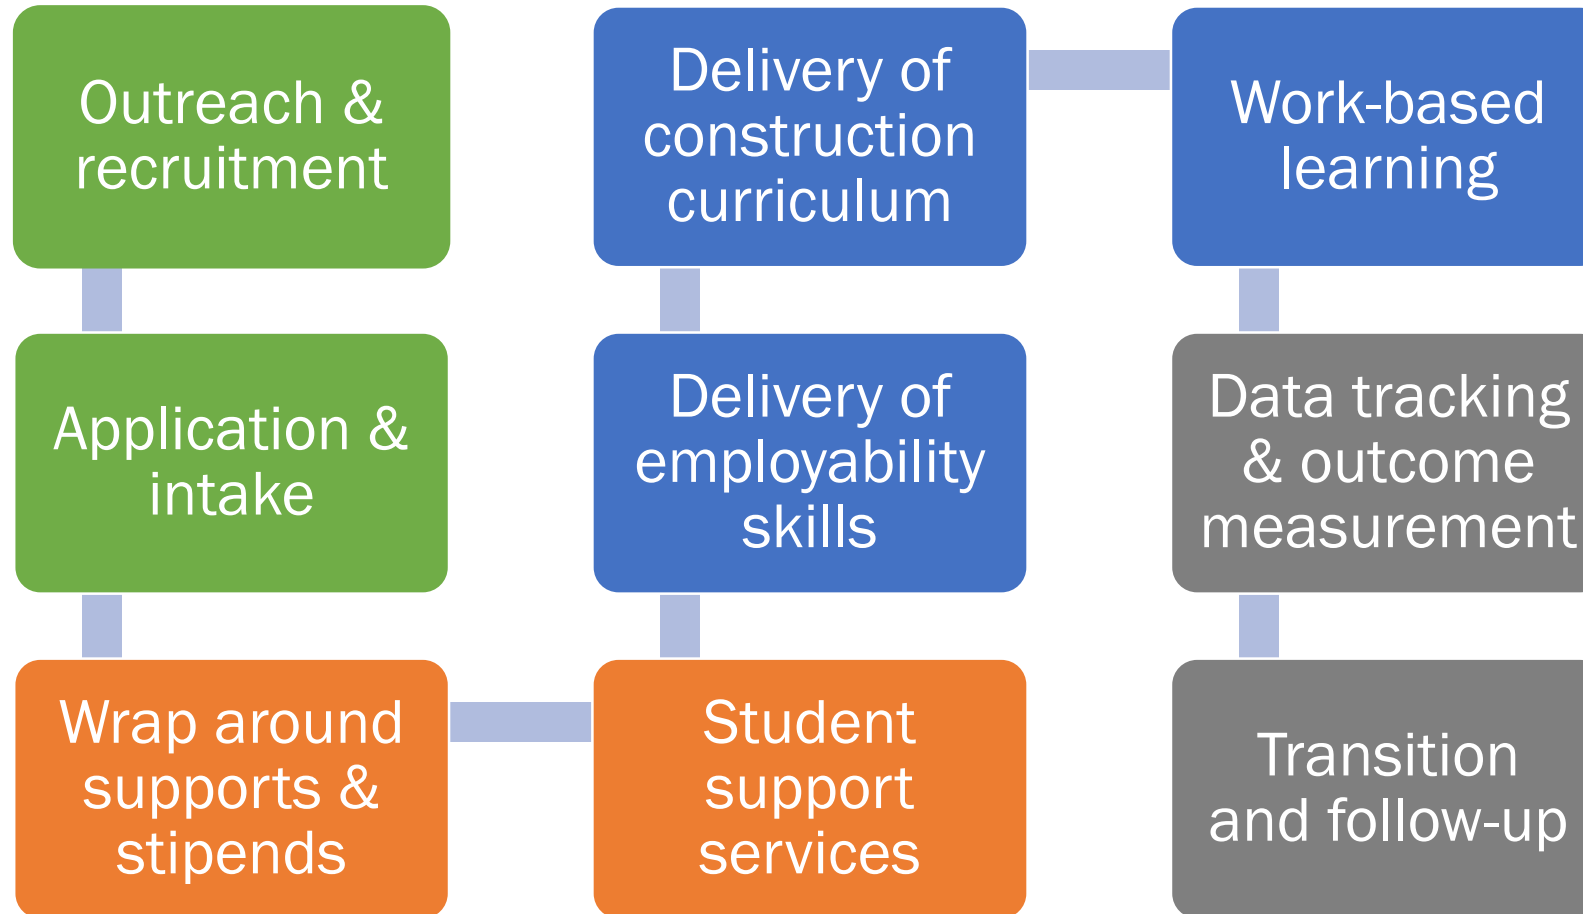 Outreach &
recruitment
Application &
intake
Wrap around
supports &
stipends
Student
support
services
Delivery of
employability
skills
Delivery of
construction
curriculum
Work-based
learning
Data tracking
& outcome
measurement
Transition
and follow-up